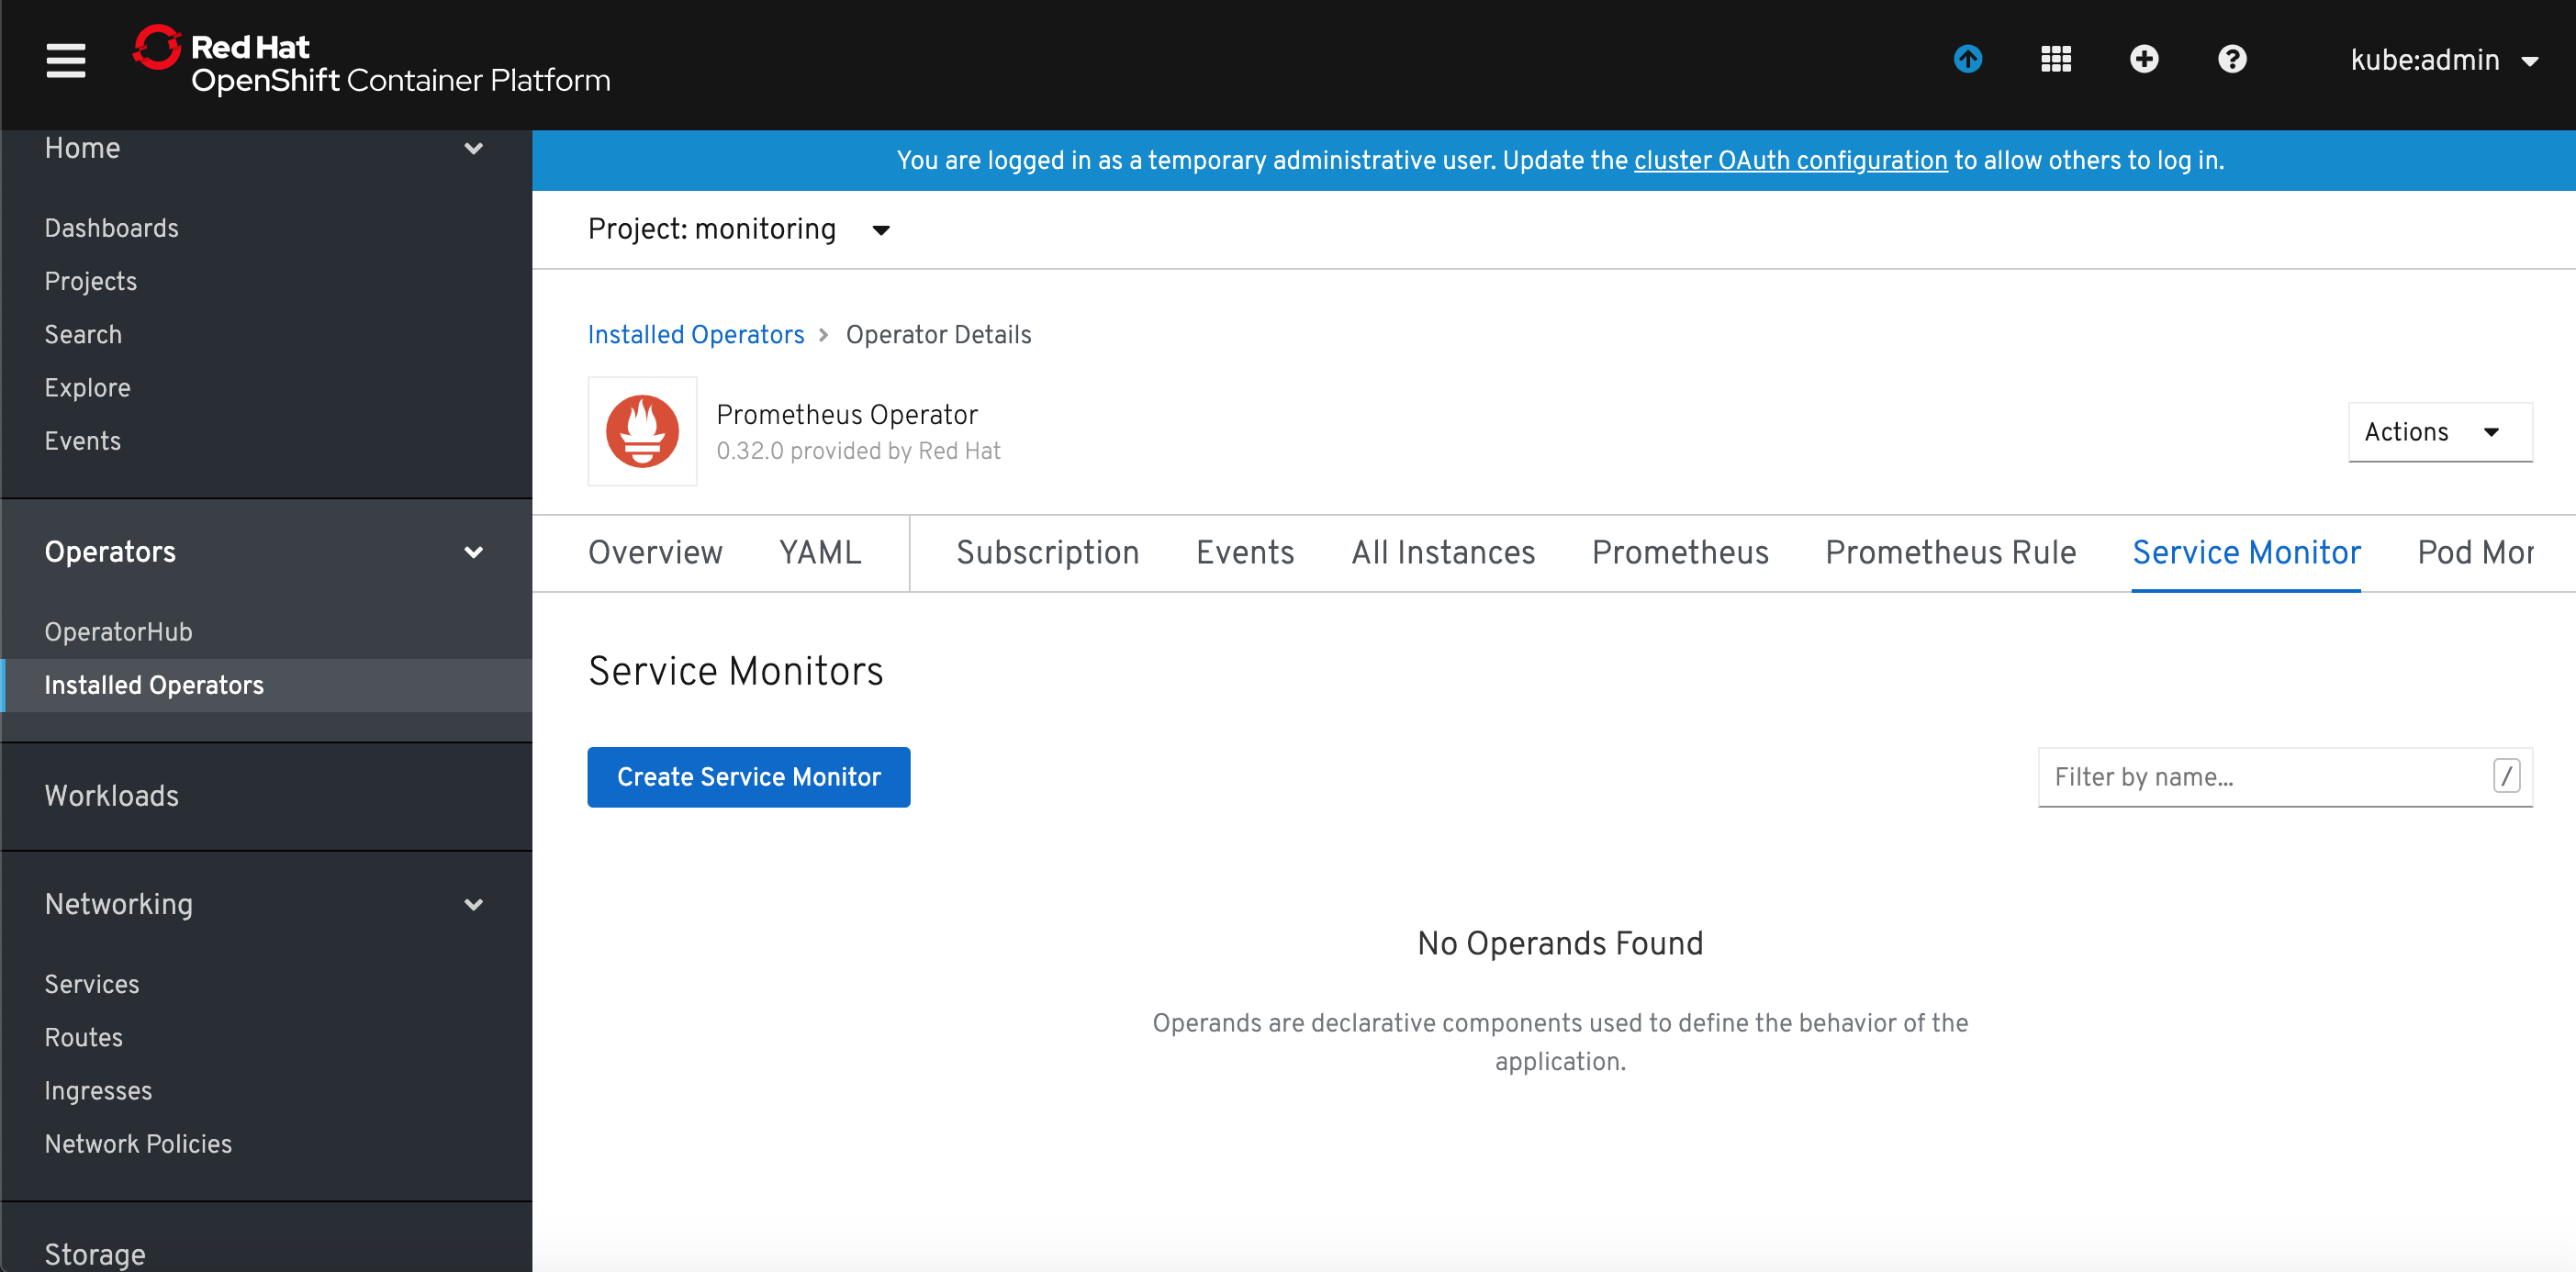 Red Hat
OpenShift Container Platform
kube:admin
Home
Dashboards
Projects
Search
Explore
Events
Operators
OperatorHub
Installed Operators
Workloads
Networking
Services
Routes
Ingresses
Network Policies
Storage
You are logged in as a temporary administrative user. Update the cluster OAuth configuration to allow others to log in.
Project: monitoring
Installed Operators > Operator Details
Prometheus Operator
0.32.0 provided by Red Hat
Actions
Overview YAML Subscription Events All Instances Prometheus Prometheus Rule Service Monitor Pod Mor
Service Monitors
Create Service Monitor
Filter by name...
/
No Operands Found
Operands are declarative components used to define the behavior of the
application.